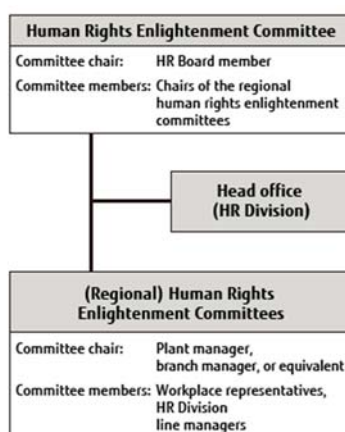 Human Rights Enlightenment Committee
Committee chair: HR Board member
Committee members: Chairs of the regional
human rights enlightenment
committees
Head office
(HR Division)
(Regional) Human Rights
Enlightenment Committees
Committee chair: Plant manager,
branch manager, or equivalent
Committee members: Workplace representatives,
HR Division
line managers